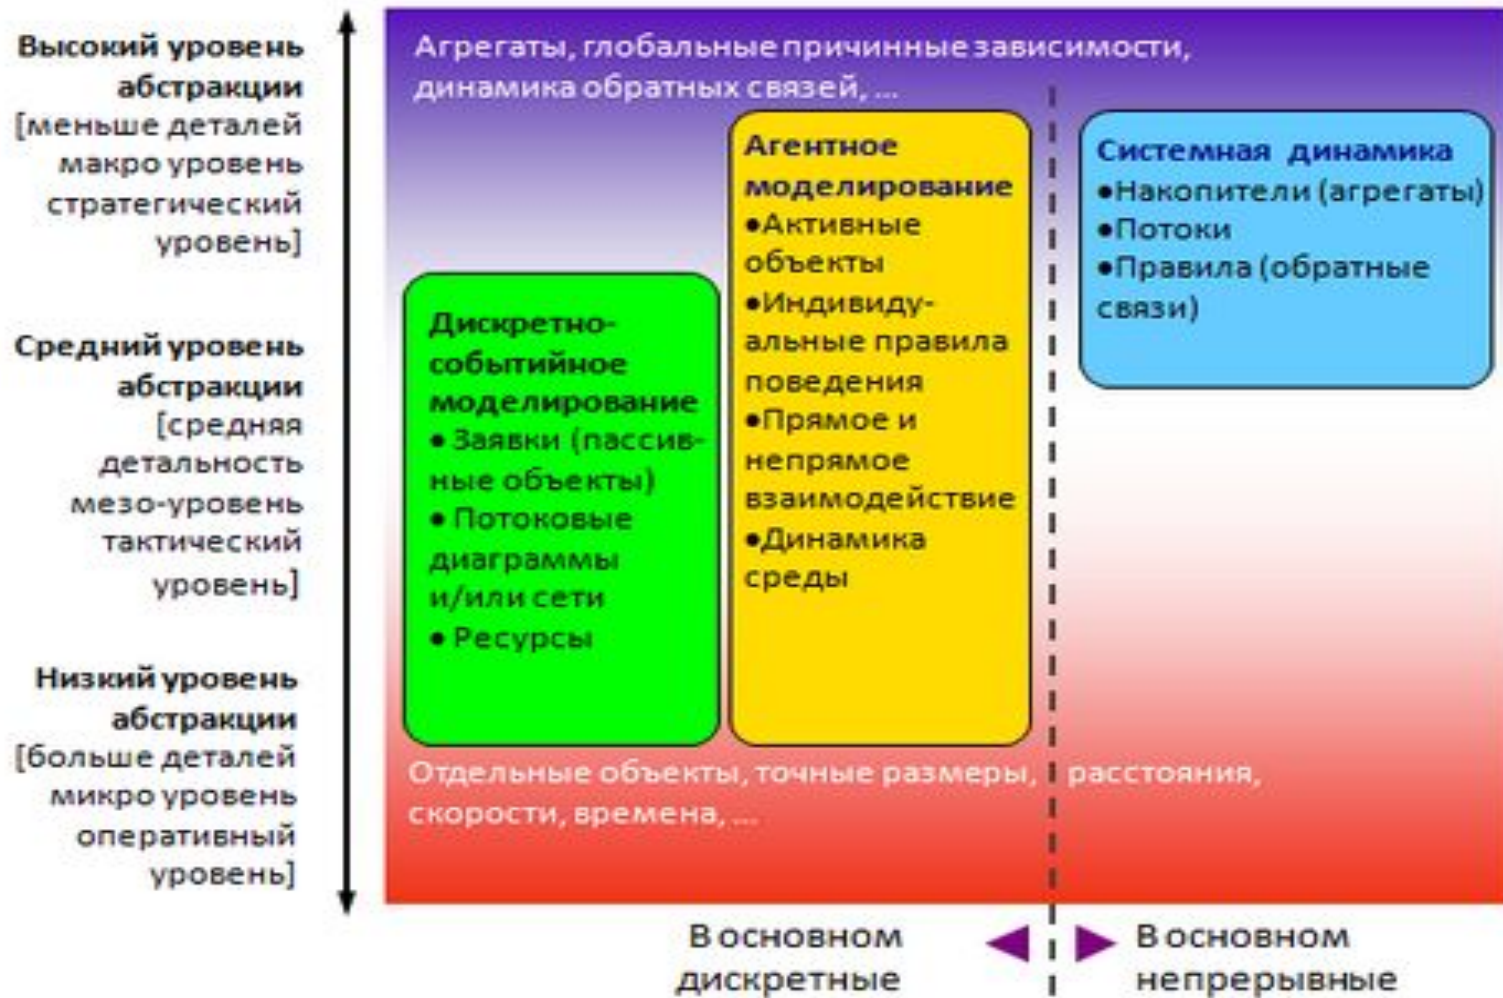 Высокий уровень
абстракции
[меньше деталей
макро уровень
стратегический
уровень]
Средний уровень
абстракции
[средняя
детальность
мезо-уровень
тактический
уровень]
Низкий уровень
абстракции
[больше деталей
микро уровень
оперативный
уровень]
Агрегаты, глобальные причинные зависимости,
динамика обратных связей, ...
Дискретно-
событийное
моделирование
● Заявки (пассив-
ные объекты)
● Потоковые
диаграммы
и/или сети
● Ресурсы
Агентное
моделирование
●Активные
объекты
●Индивиду-
альные правила
поведения
●Прямое и
непрямое
взаимодействие
●Динамика
среды
Системная динамика
●Накопители (агрегаты)
●Потоки
●Правила (обратные
связи)
Отдельные объекты, точные размеры, расстояния,
скорости, времена, ...
В основном
дискретные
В основном
непрерывные